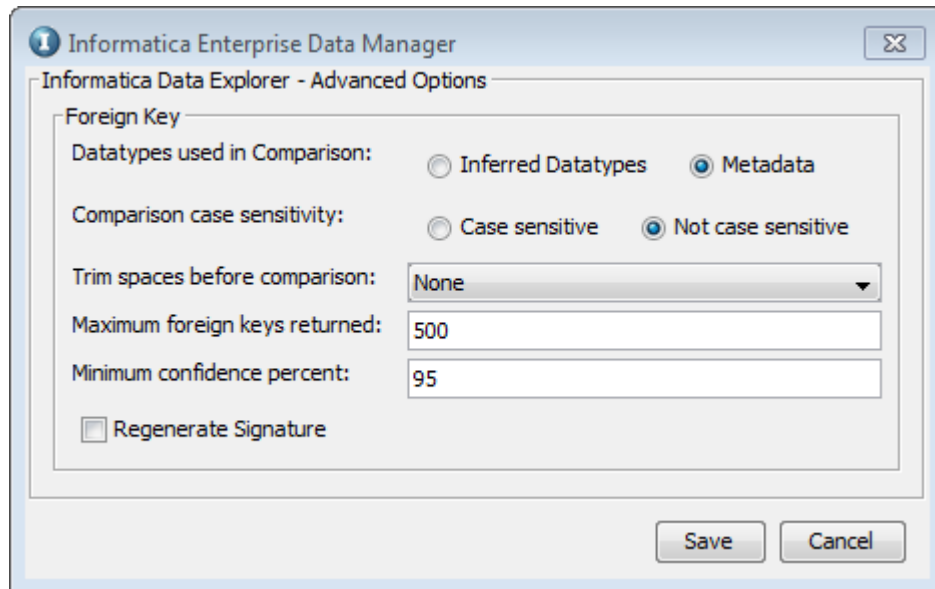 Informatica Enterprise Data Manager
Informatica Data Explorer - Advanced Options
Foreign Key
Datatypes used in Comparison: Inferred Datatypes Metadata
Comparison case sensitivity: Case sensitive Not case sensitive
Trim spaces before comparison: None
Maximum foreign keys returned: 500
Minimum confidence percent: 95
Regenerate Signature
Save Cancel